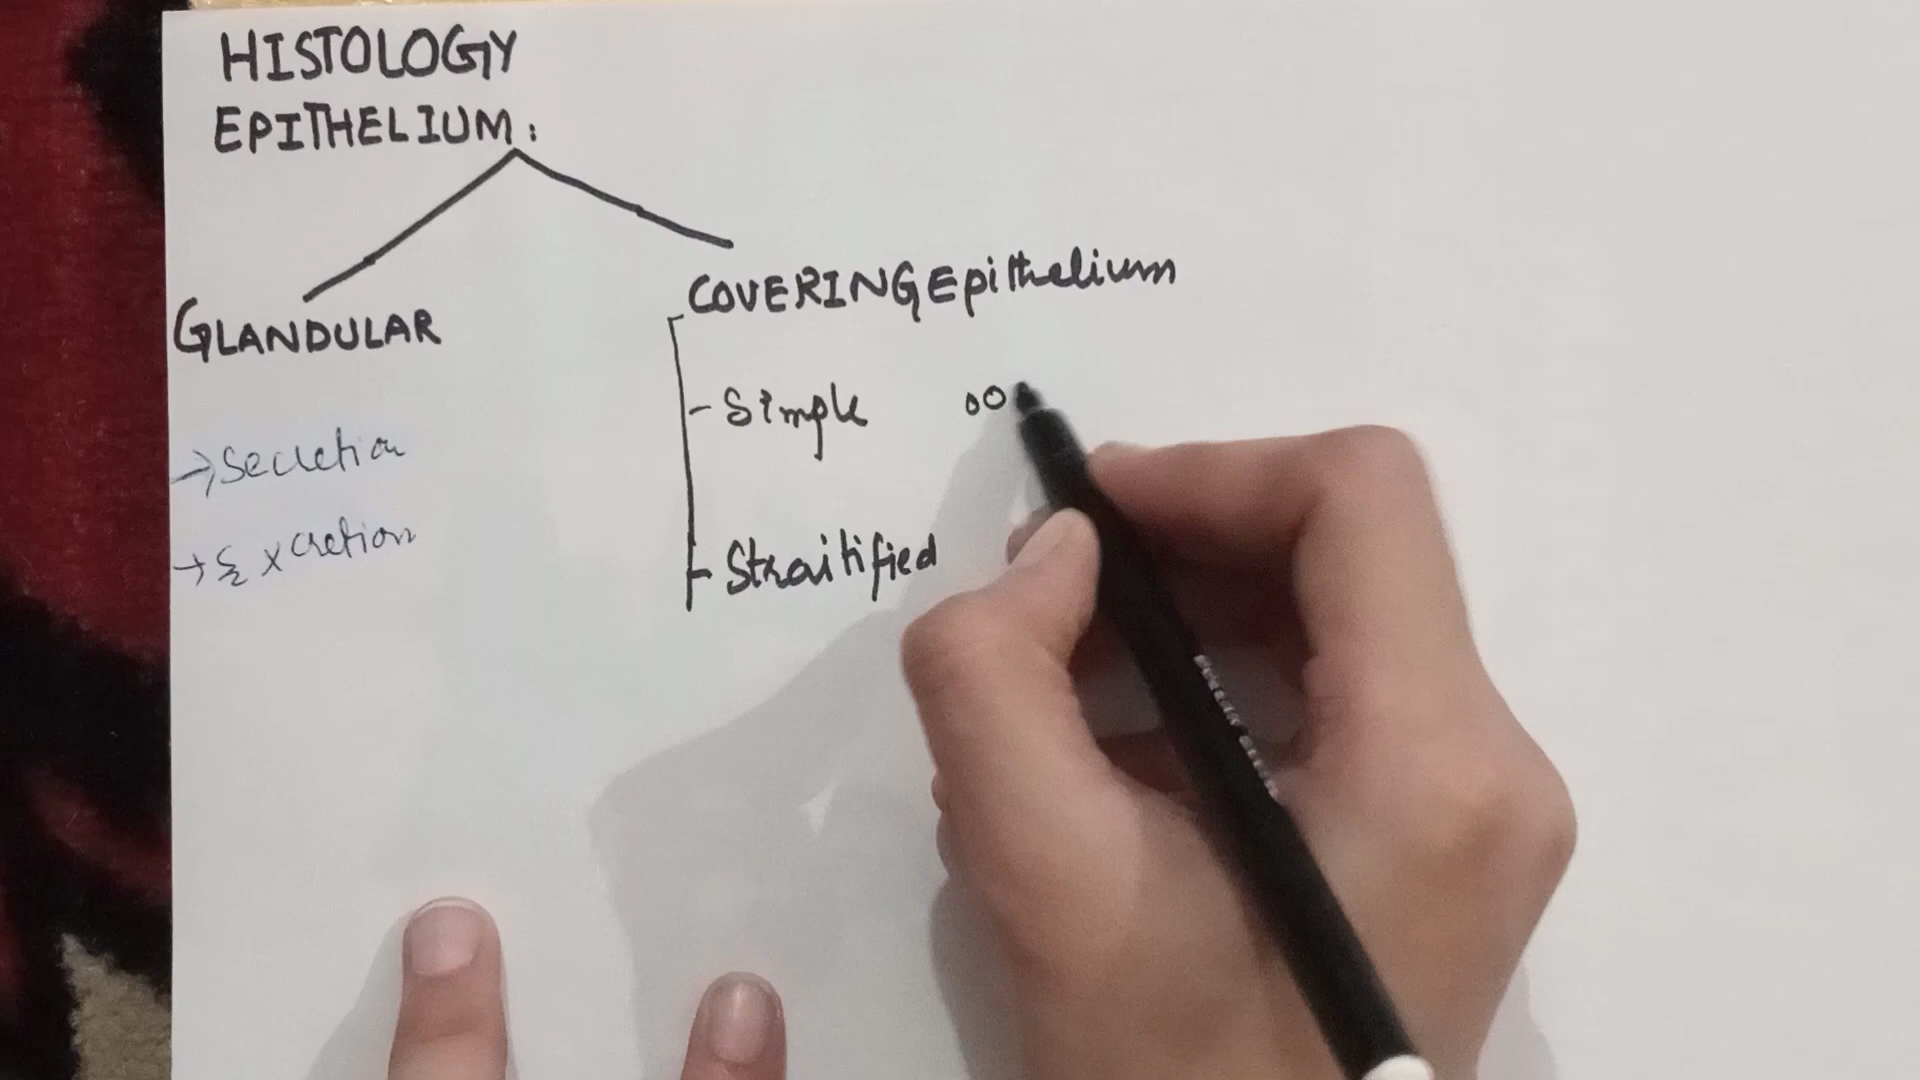 HISTOLOGY
EPITHELIUM:
GLANDULAR
→ Secretion
→ Excretion
COVERING Epithelium
- Simple
- Straitified